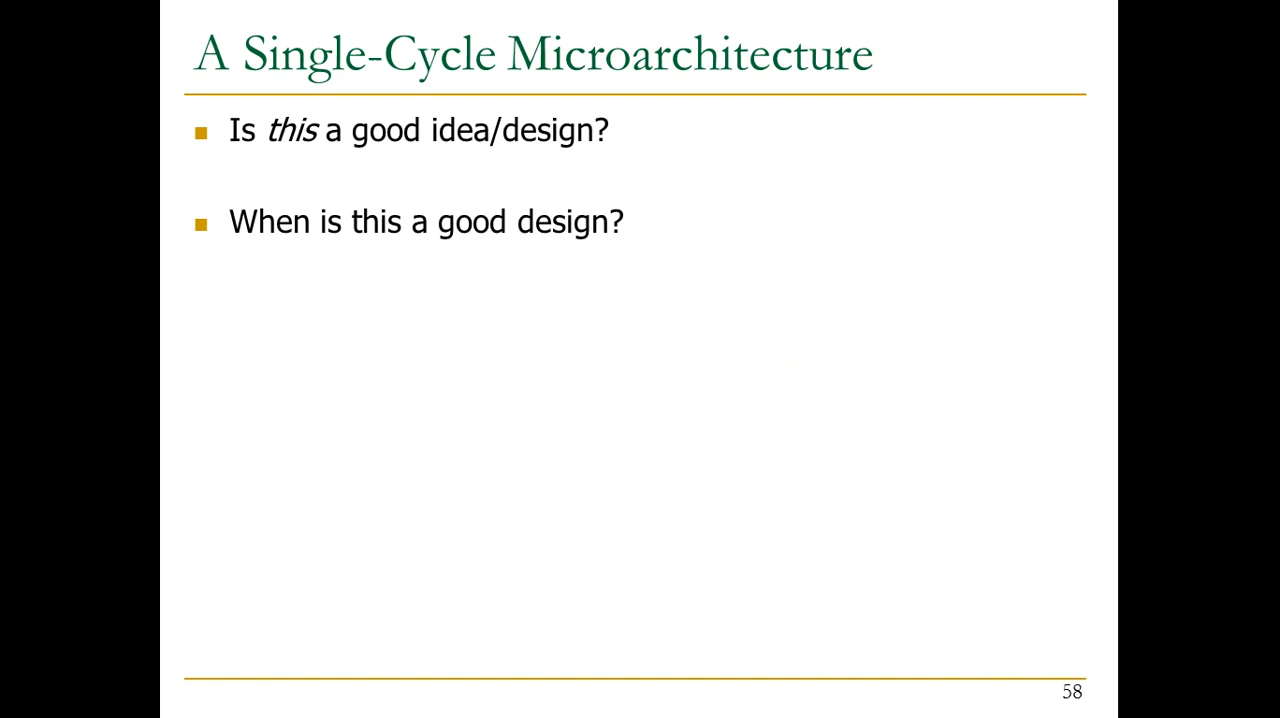 A Single-Cycle Microarchitecture
Is this a good idea/design?
When is this a good design?
58